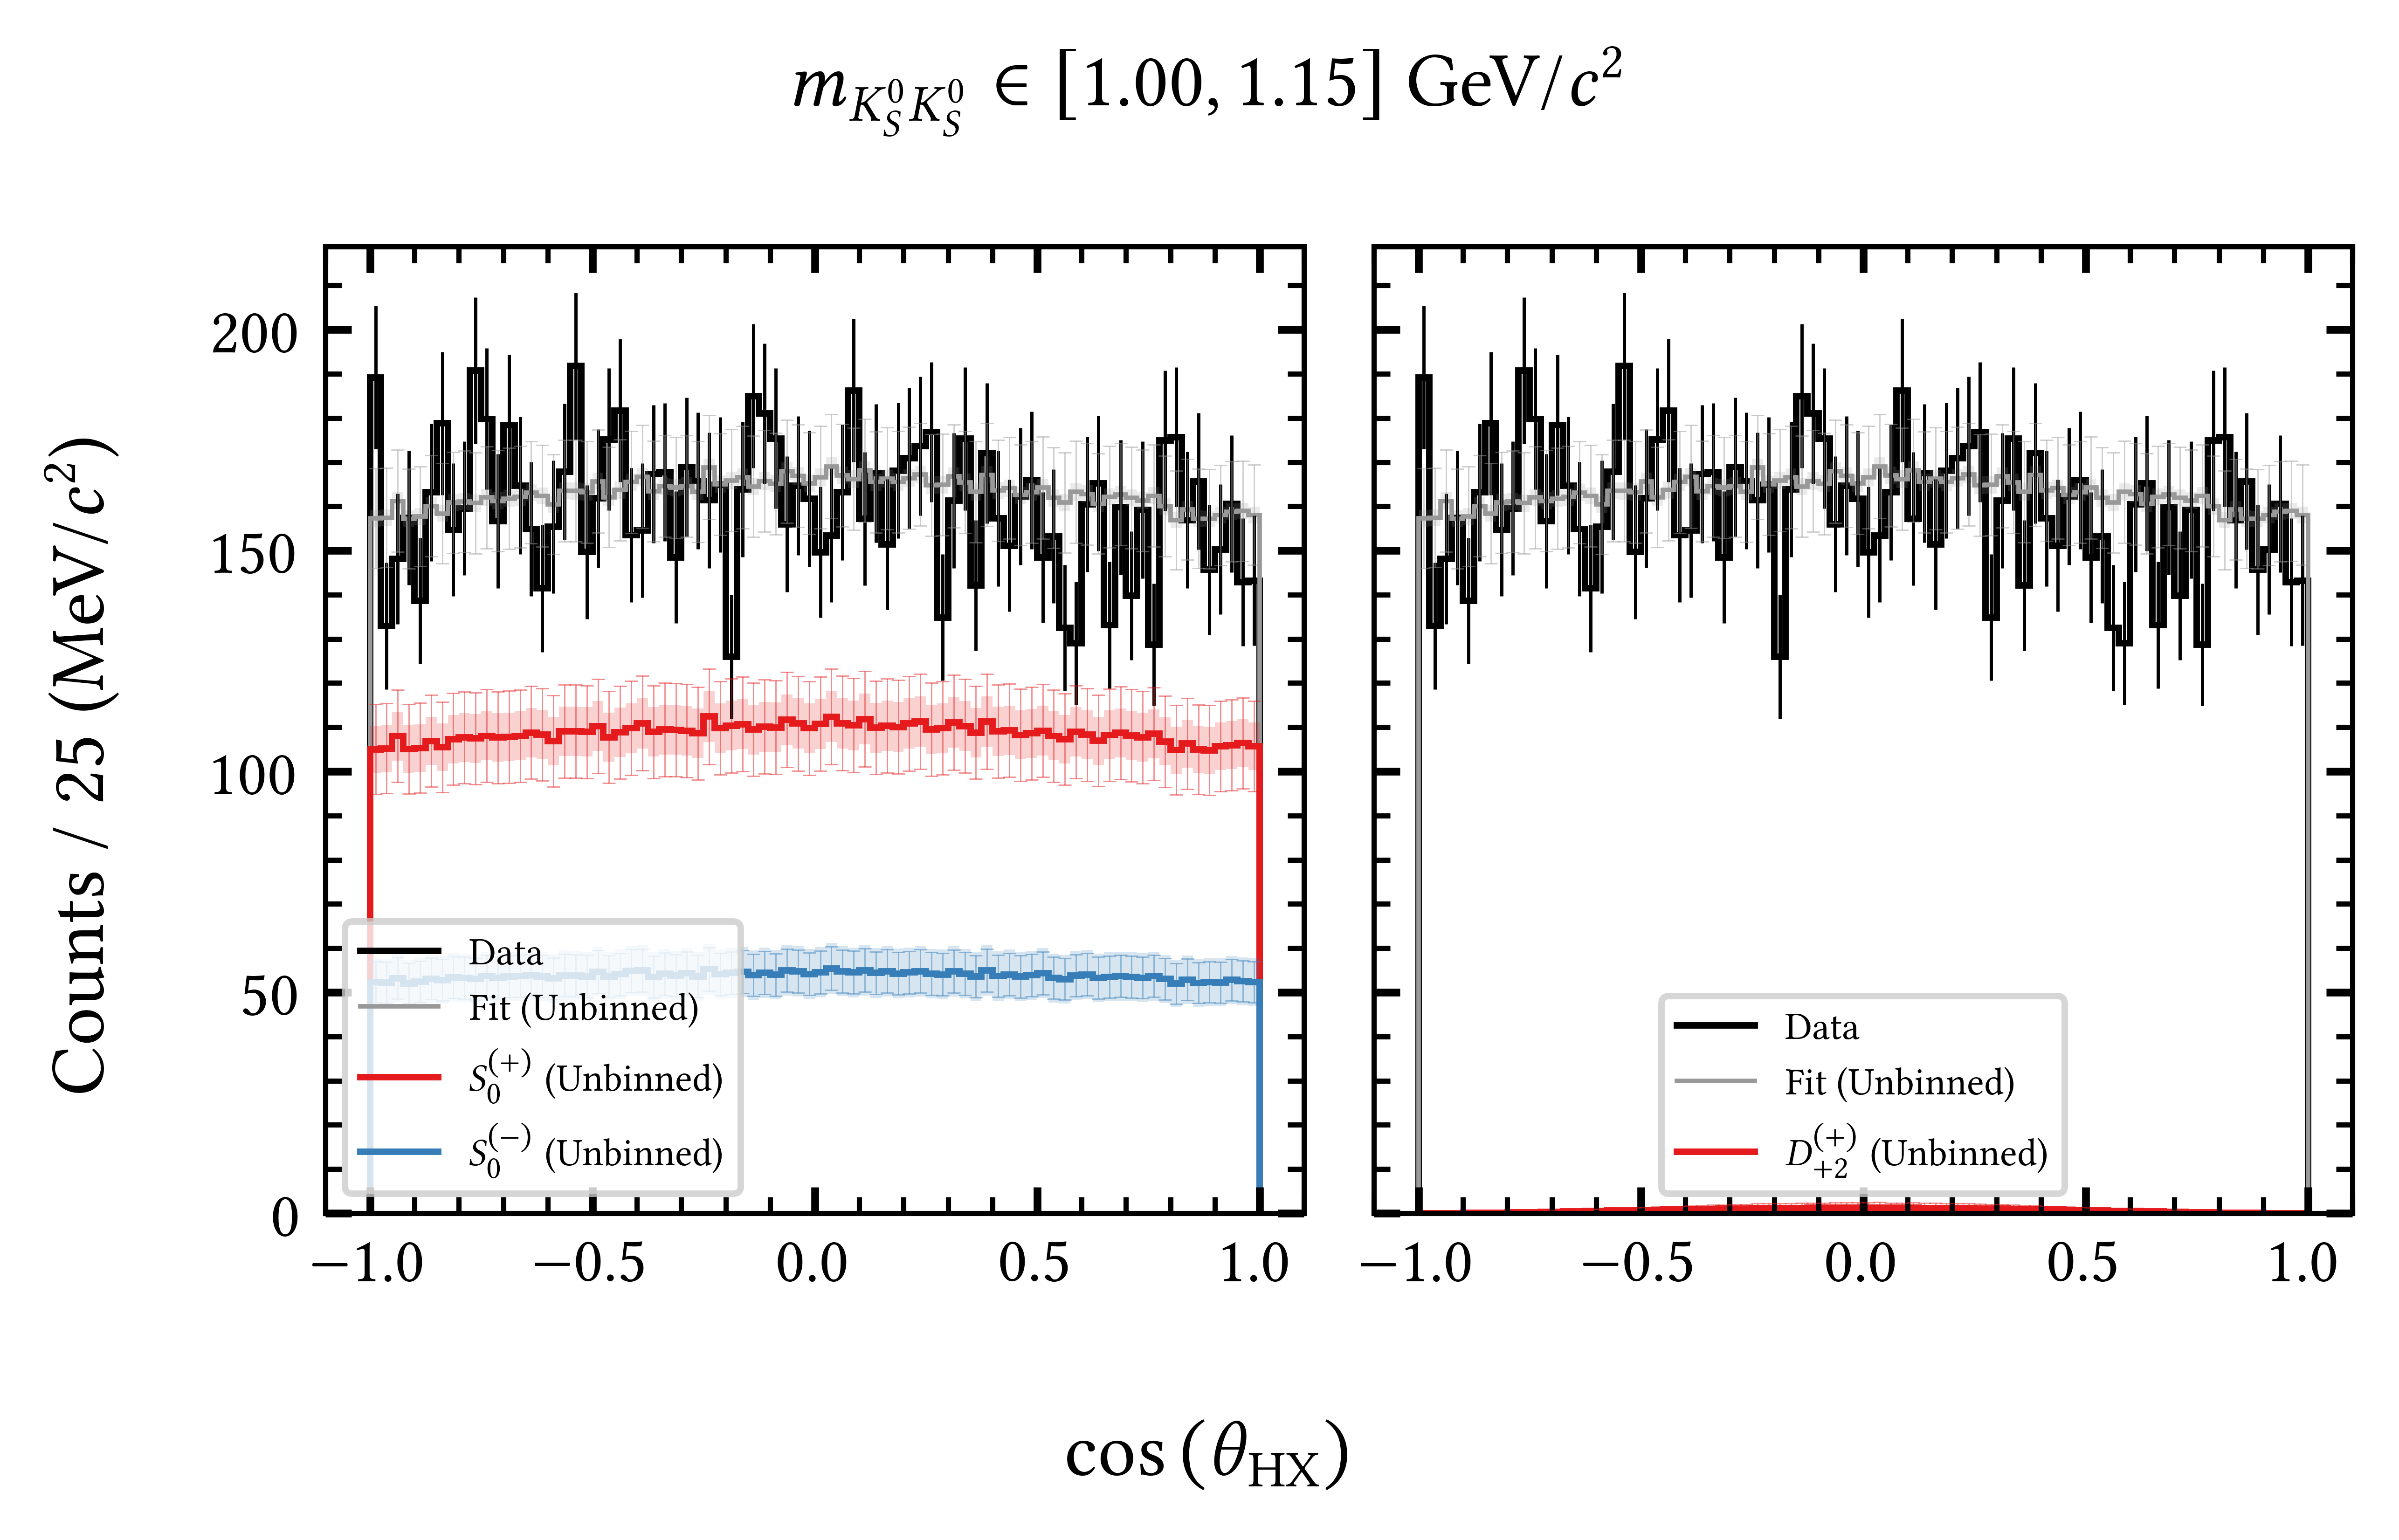 m_{K_S^0 K_S^0} ∈ [1.00, 1.15] GeV/c²
Counts / 25 (MeV/c²)
200
150
100
50
0
Data
Fit (Unbinned)
S_0^{(+)} (Unbinned)
S_0^{(−)} (Unbinned)
−1.0 −0.5 0.0 0.5 1.0
Data
Fit (Unbinned)
D_{+2}^{(+)} (Unbinned)
−1.0 −0.5 0.0 0.5 1.0
cos (θ_{HX})